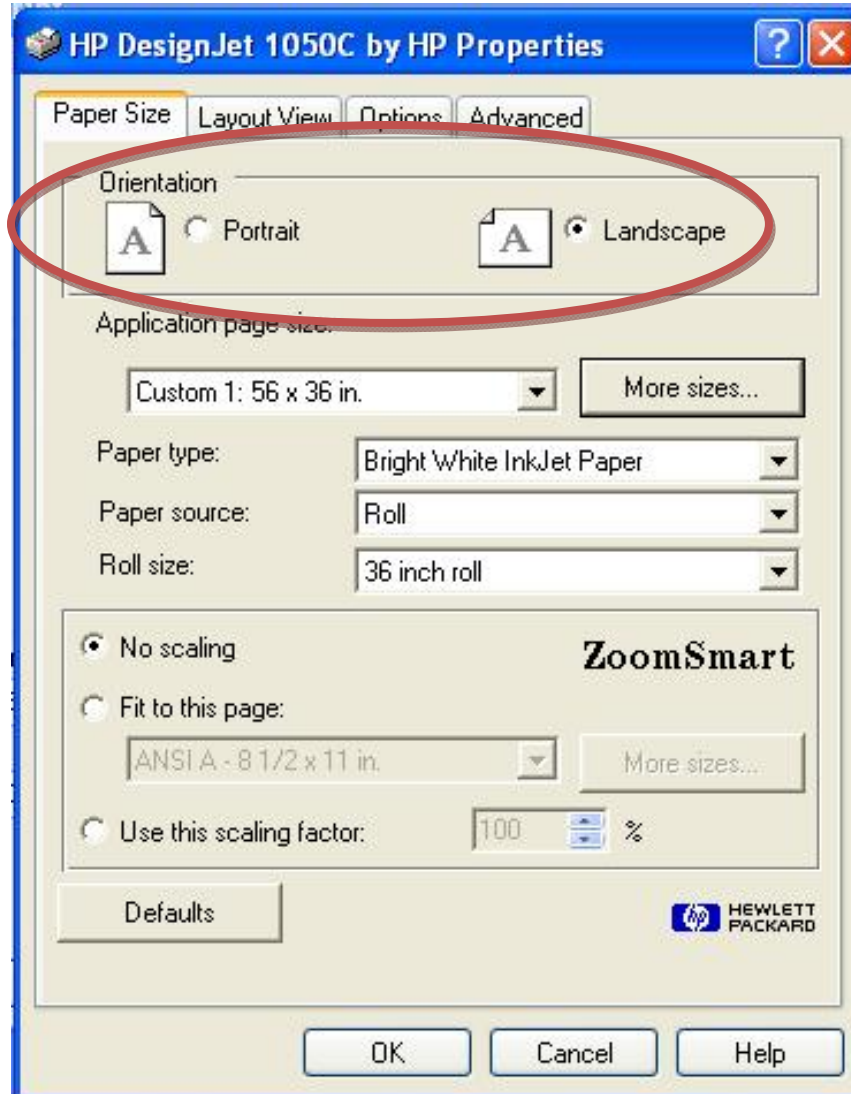 HP DesignJet 1050C by HP Properties
Paper Size Layout View Options Advanced
Orientation
A Portrait A Landscape
Application page size:
Custom 1: 56 x 36 in. More sizes...
Paper type: Bright White InkJet Paper
Paper source: Roll
Roll size: 36 inch roll
No scaling ZoomSmart
Fit to this page:
ANSI A - 8 1/2 x 11 in. More sizes...
Use this scaling factor: 100 %
Defaults hp HEWLETT
PACKARD
OK Cancel Help